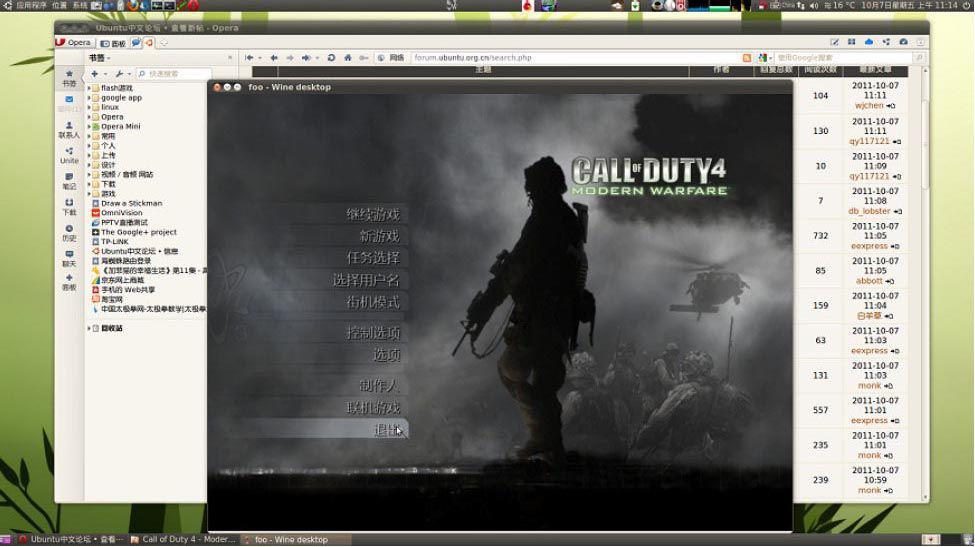 应用程序 位置 系统
16 °C 10月7日星期五 上午 11:14
Ubuntu中文论坛 • 查看新帖 - Opera
Opera
面板
书签
网络
forum.ubuntu.org.cn/search.php
使用Google搜索
快速搜索
书签
联系人
Unite
笔记
下载
历史
聊天
面板
flash游戏
google app
linux
Opera
Opera Mini
常用
个人
上传
设计
视频 / 音频 网站
下载
游戏
Draw a Stickman
OmniVision
PPTV直播测试
The Google+ project
TP-LINK
Ubuntu中文论坛 • 信息
海蜘蛛路由登录
《加菲猫的幸福生活》第11集 - 高
京东网上商城
手机的 Web共享
淘宝网
中国太极拳网-太极拳教学|太极拳
回收站
主题
作者
回复总数
阅读次数
最新文章
foo - Wine desktop
CALL OF DUTY 4
MODERN WARFARE
继续游戏
新游戏
任务选择
选择用户名
街机模式
控制选项
选项
制作人
联机游戏
退出
104
2011-10-07
11:11
wjchen
130
2011-10-07
11:11
qy117121
10
2011-10-07
11:09
qy117121
7
2011-10-07
11:08
db_lobster
732
2011-10-07
11:05
eexpress
85
2011-10-07
11:05
abbott
159
2011-10-07
11:04
白羊草
63
2011-10-07
11:03
eexpress
131
2011-10-07
11:03
monk
557
2011-10-07
11:01
eexpress
235
2011-10-07
11:01
monk
239
2011-10-07
10:59
monk
Ubuntu中文论坛 • 查看···
Call of Duty 4 - Moder...
foo - Wine desktop